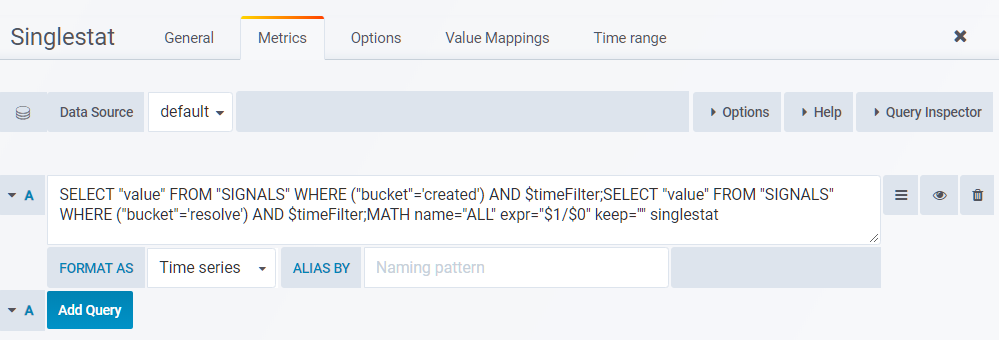 Singlestat General Metrics Options Value Mappings Time range
Data Source default Options Help Query Inspector
A SELECT "value" FROM "SIGNALS" WHERE ("bucket"='created') AND $timeFilter;SELECT "value" FROM "SIGNALS"
WHERE ("bucket"='resolve') AND $timeFilter;MATH name="ALL" expr="$1/$0" keep="" singlestat
FORMAT AS Time series ALIAS BY Naming pattern
A Add Query